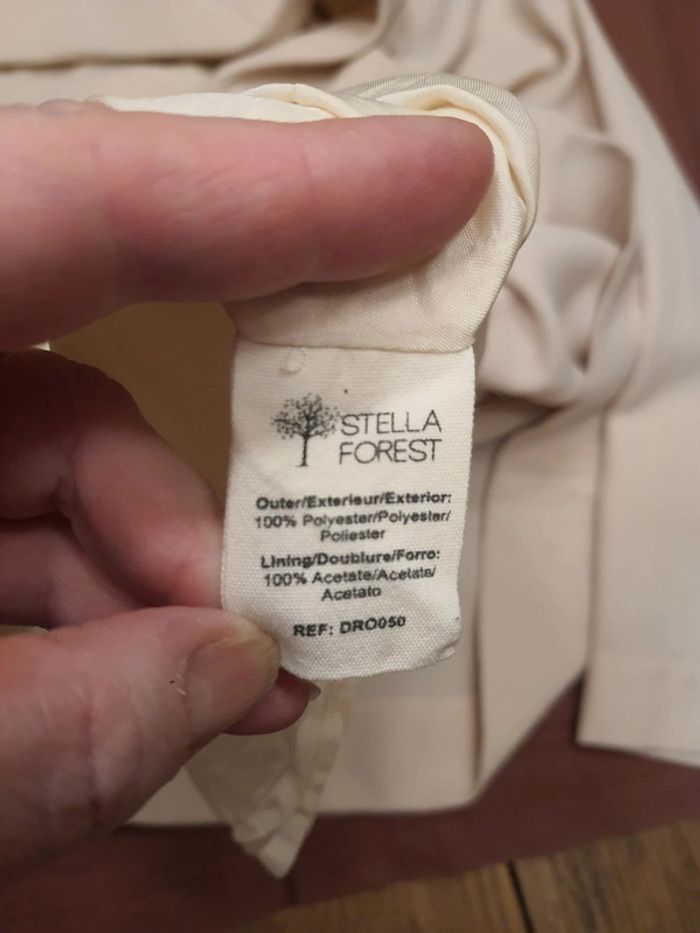 STELLA
FOREST
Outer/Exterieur/Exterior:
100% Polyester/Polyester/
Poliester
Lining/Doublure/Forro:
100% Acetate/Acetate/
Acetato
REF: DRO050